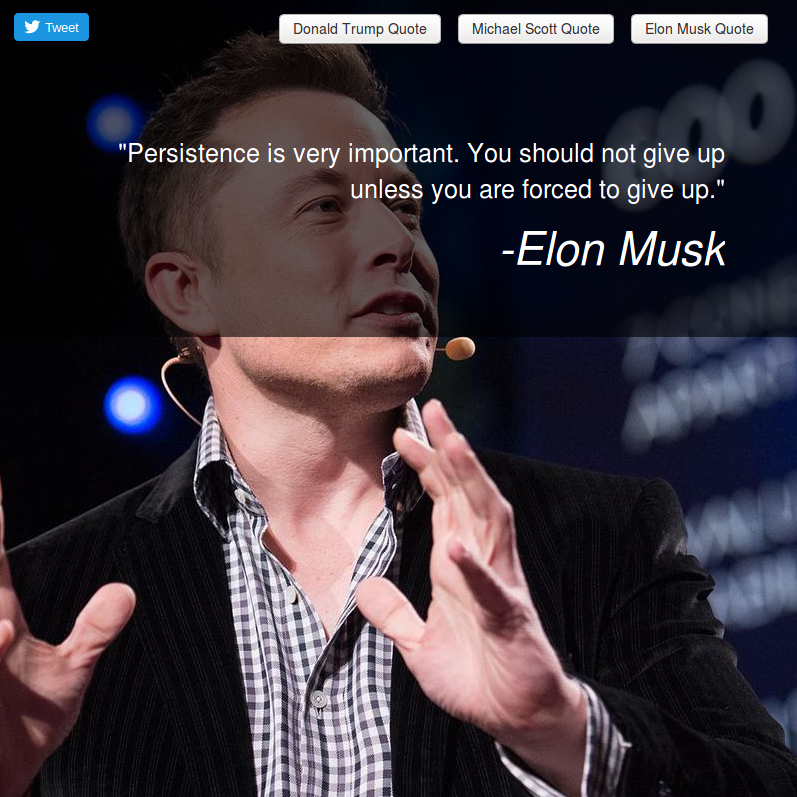 Tweet
Donald Trump Quote
Michael Scott Quote
Elon Musk Quote
"Persistence is very important. You should not give up
unless you are forced to give up."
-Elon Musk